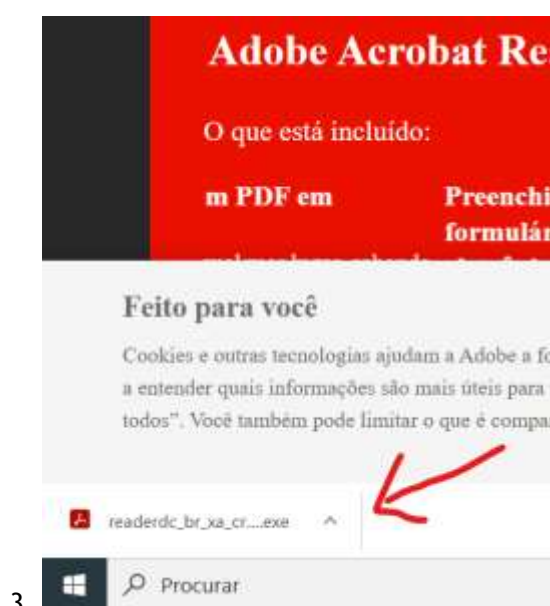 Adobe Acrobat Re
O que está incluído:
m PDF em
Preenchi
formulár
Feito para você
Cookies e outras tecnologias ajudam a Adobe a fo
a entender quais informações são mais úteis para
todos”. Você também pode limitar o que é compar
readerdc_br_xa_cr....exe
Procurar
3